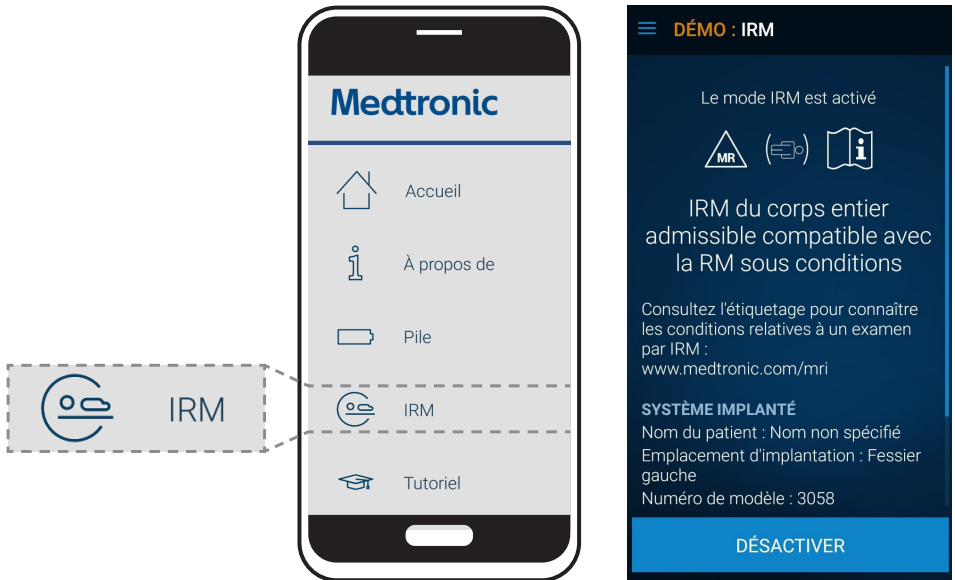 Medtronic
Accueil
À propos de
Pile
IRM
IRM
Tutoriel
DÉMO : IRM
Le mode IRM est activé
MR
i
IRM du corps entier
admissible compatible avec
la RM sous conditions
Consultez l'étiquetage pour connaître
les conditions relatives à un examen
par IRM :
www.medtronic.com/mri
SYSTÈME IMPLANTÉ
Nom du patient : Nom non spécifié
Emplacement d'implantation : Fessier
gauche
Numéro de modèle : 3058
DÉSACTIVER